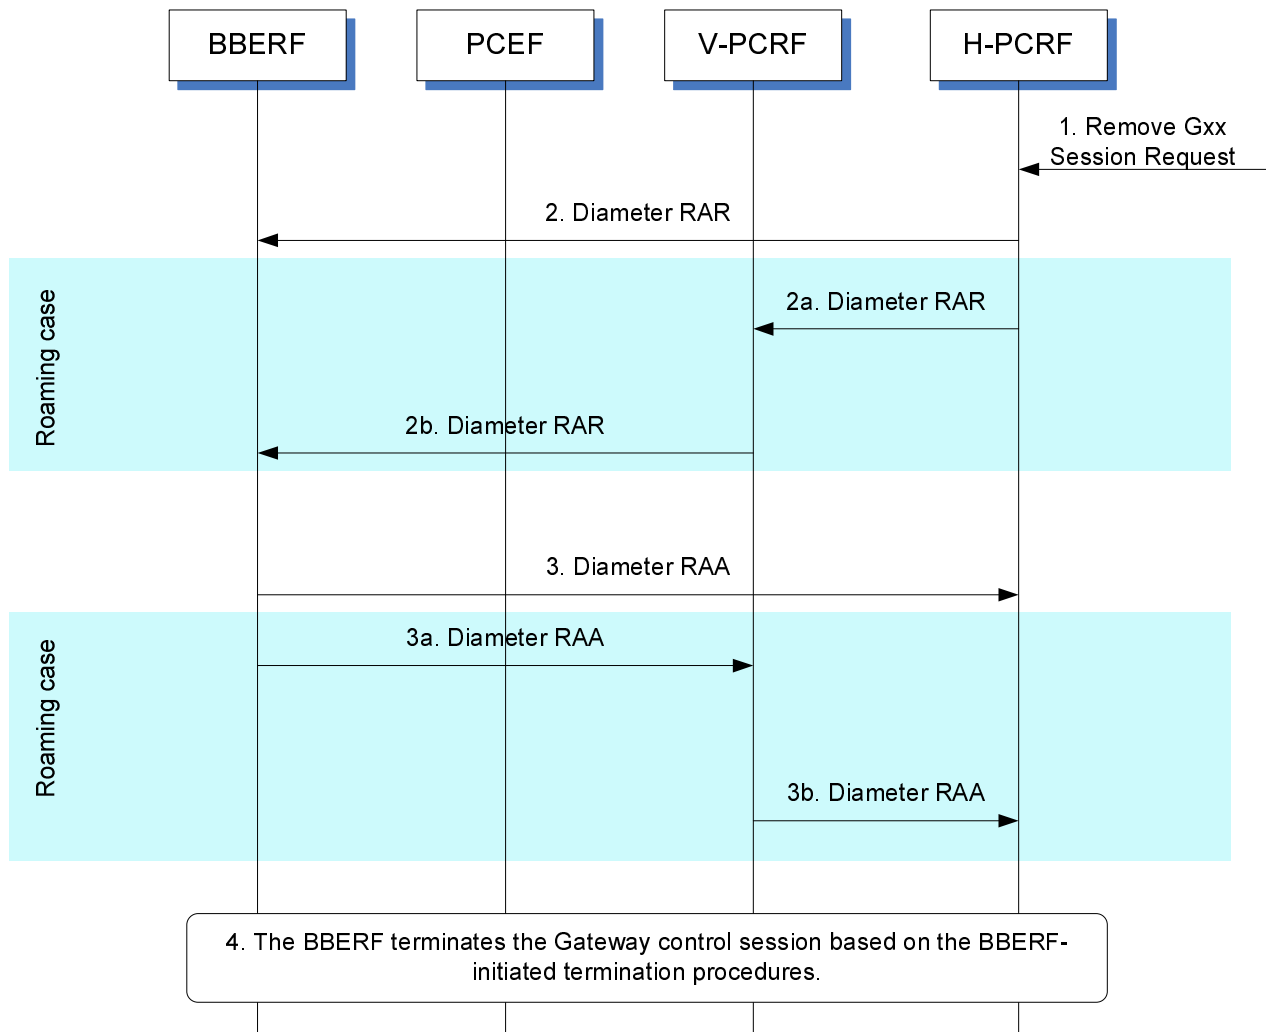 BBERF
PCEF
V-PCRF
H-PCRF
1. Remove Gxx
Session Request
2. Diameter RAR
Roaming case
2a. Diameter RAR
2b. Diameter RAR
3. Diameter RAA
Roaming case
3a. Diameter RAA
3b. Diameter RAA
4. The BBERF terminates the Gateway control session based on the BBERF-
initiated termination procedures.